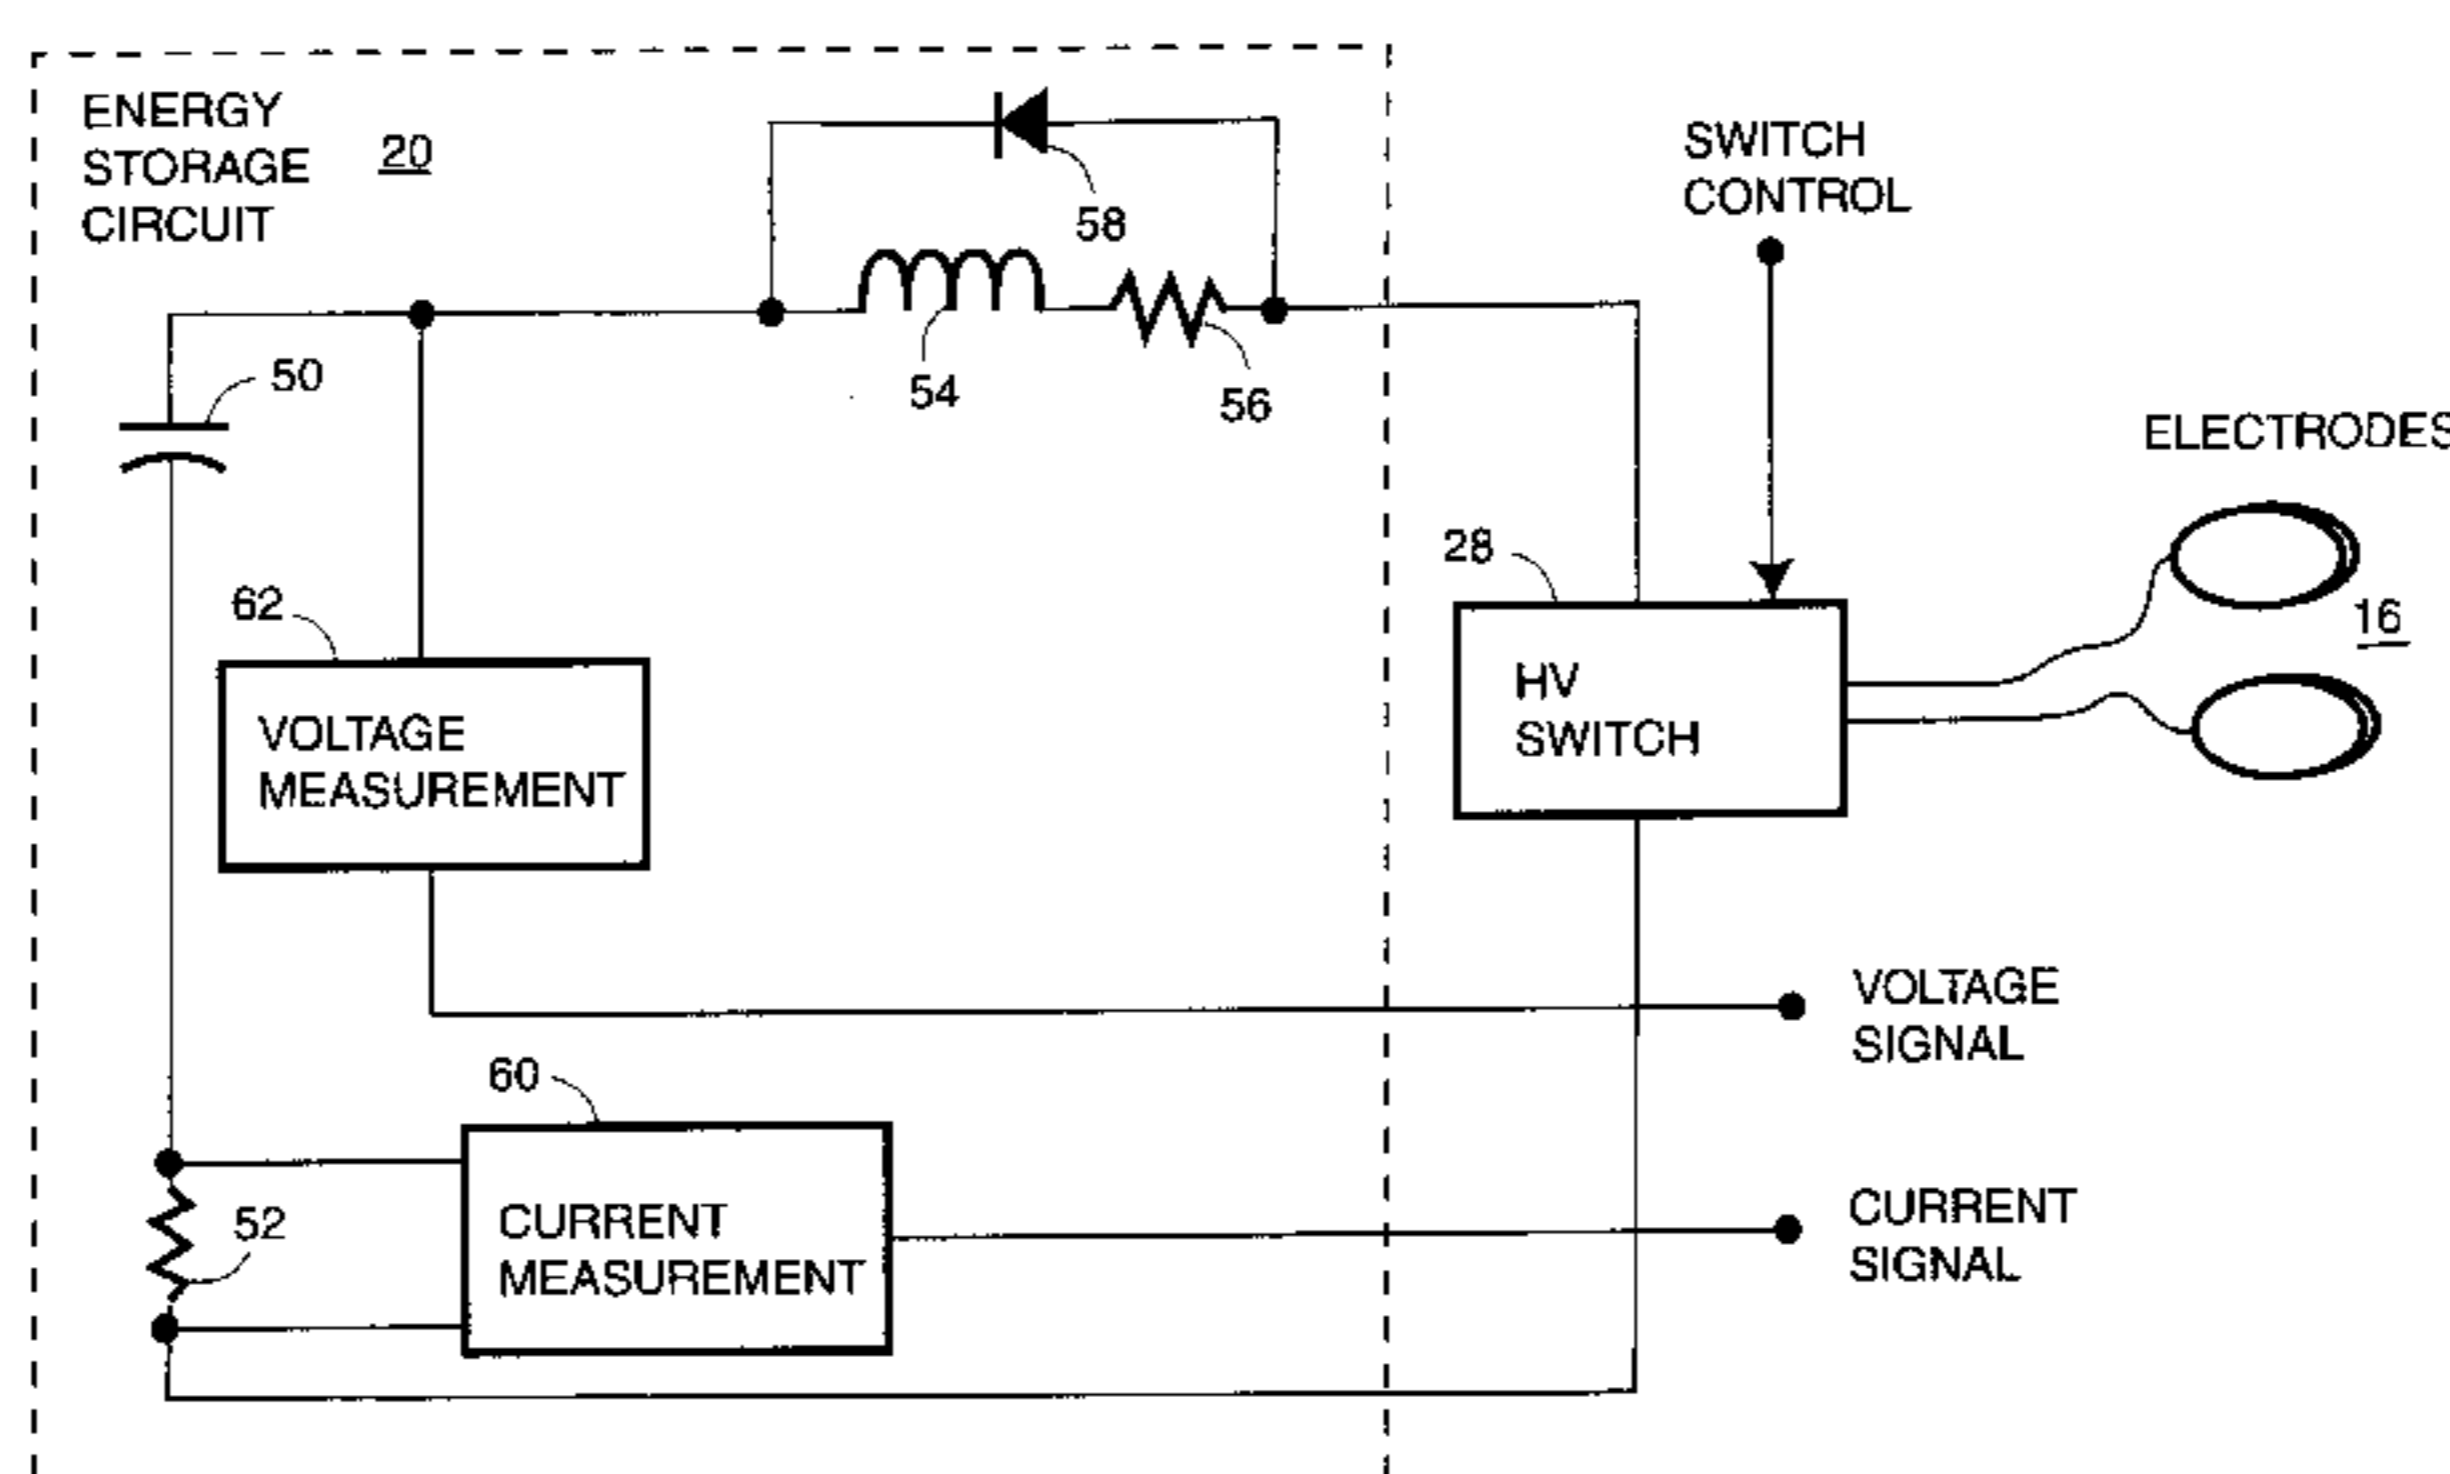 ENERGY
STORAGE
CIRCUIT
20
58
SWITCH
CONTROL
50
54
56
ELECTRODES
28
16
62
HV
SWITCH
VOLTAGE
MEASUREMENT
VOLTAGE
SIGNAL
60
52
CURRENT
MEASUREMENT
CURRENT
SIGNAL